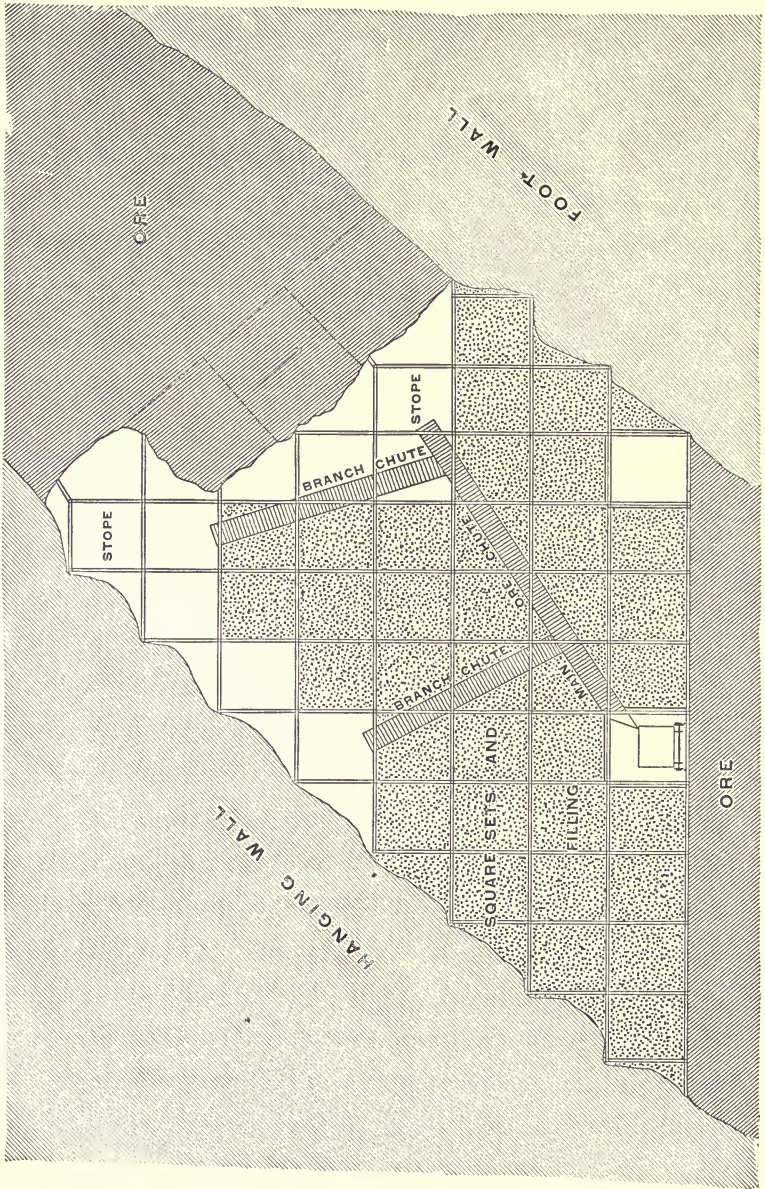 ORE
FOOT WALL
STOPE
BRANCH CHUTE
STOPE
MAIN ORE CHUTE
BRANCH CHUTE
SQUARE SETS AND
FILLING
ORE
HANGING WALL